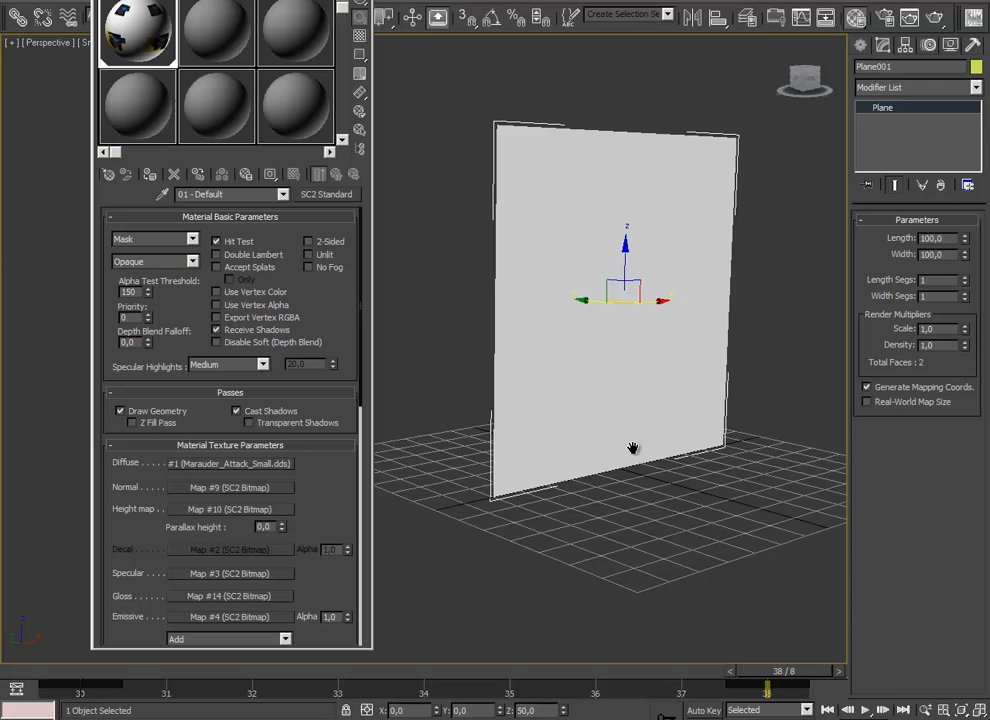 Create Selection Se
[ + ] [ Perspective ] [ Sm
Plane001
Modifier List
Plane
01 - Default
SC2 Standard
- Material Basic Parameters
Mask
Hit Test
2-Sided
Double Lambert
Unlit
Opaque
Accept Splats
No Fog
Only
Alpha Test Threshold:
150
Use Vertex Color
Priority:
Use Vertex Alpha
0
Export Vertex RGBA
Depth Blend Falloff:
Receive Shadows
0,0
Disable Soft (Depth Blend)
Specular Highlights:
Medium
20,0
- Passes
Draw Geometry
Cast Shadows
Z Fill Pass
Transparent Shadows
- Material Texture Parameters
Diffuse . . . . .
#1 (Marauder_Attack_Small.dds)
Normal . . . . .
Map #9 (SC2 Bitmap)
Height map . .
Map #10 (SC2 Bitmap)
Parallax height :
0,0
Decal . . . . .
Map #2 (SC2 Bitmap)
Alpha
1,0
Specular . . . .
Map #3 (SC2 Bitmap)
Gloss . . . . .
Map #14 (SC2 Bitmap)
Emissive . . . .
Map #4 (SC2 Bitmap)
Alpha
1,0
Add
z
- Parameters
Length:
100,0
Width:
100,0
Length Segs:
1
Width Segs:
1
Render Multipliers
Scale:
1,0
Density:
1,0
Total Faces : 2
Generate Mapping Coords.
Real-World Map Size
< 38 / 8 >
30 31 32 33 34 35 36 37 38
1 Object Selected
X:
0,0
Y:
0,0
Z:
50,0
Auto Key
Selected